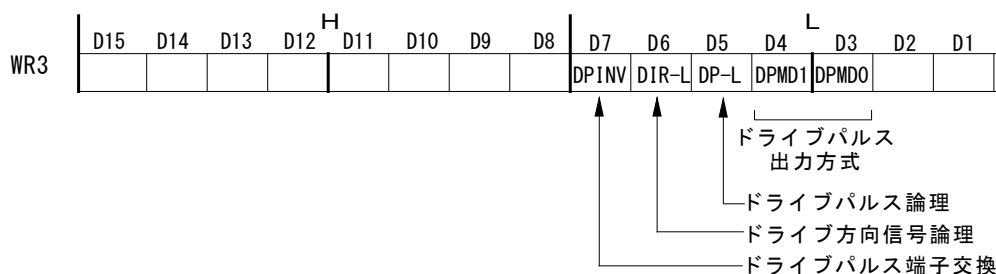 H L
D15 D14 D13 D12 D11 D10 D9 D8 D7 D6 D5 D4 D3 D2 D1
WR3 DPINV DIR-L DP-L DPMD1 DPMD0
ドライブパルス
出力方式
ドライブパルス論理
ドライブ方向信号論理
ドライブパルス端子交換